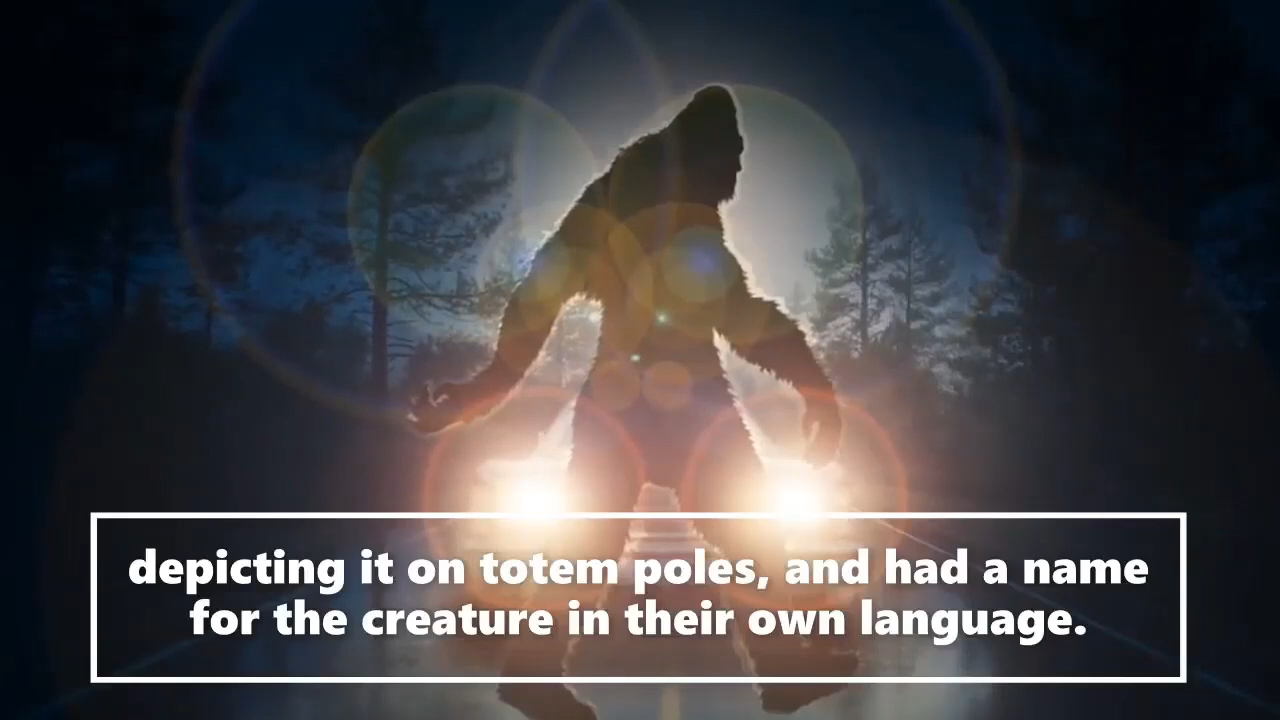 depicting it on totem poles, and had a name
for the creature in their own language.